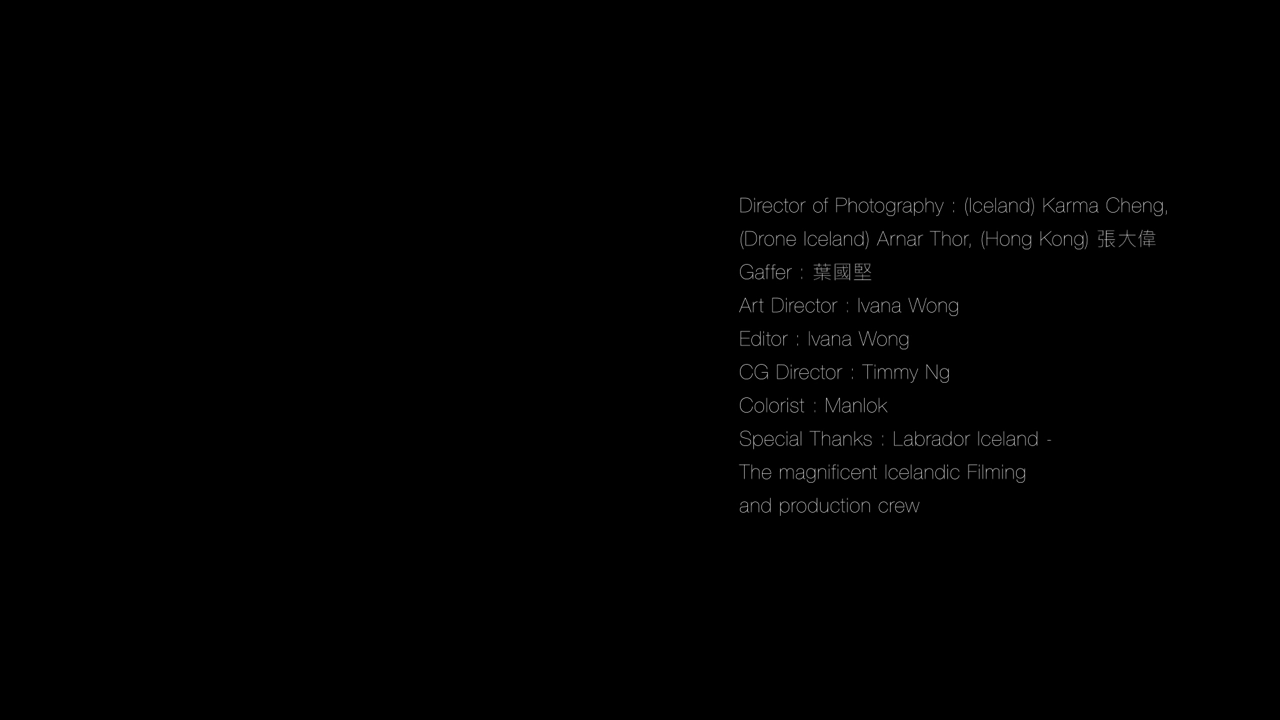 Director of Photography : (Iceland) Karma Cheng,
(Drone Iceland) Arnar Thor, (Hong Kong) 張大偉
Gaffer : 葉國堅
Art Director : Ivana Wong
Editor : Ivana Wong
CG Director : Timmy Ng
Colorist : Manlok
Special Thanks : Labrador Iceland -
The magnificent Icelandic Filming
and production crew